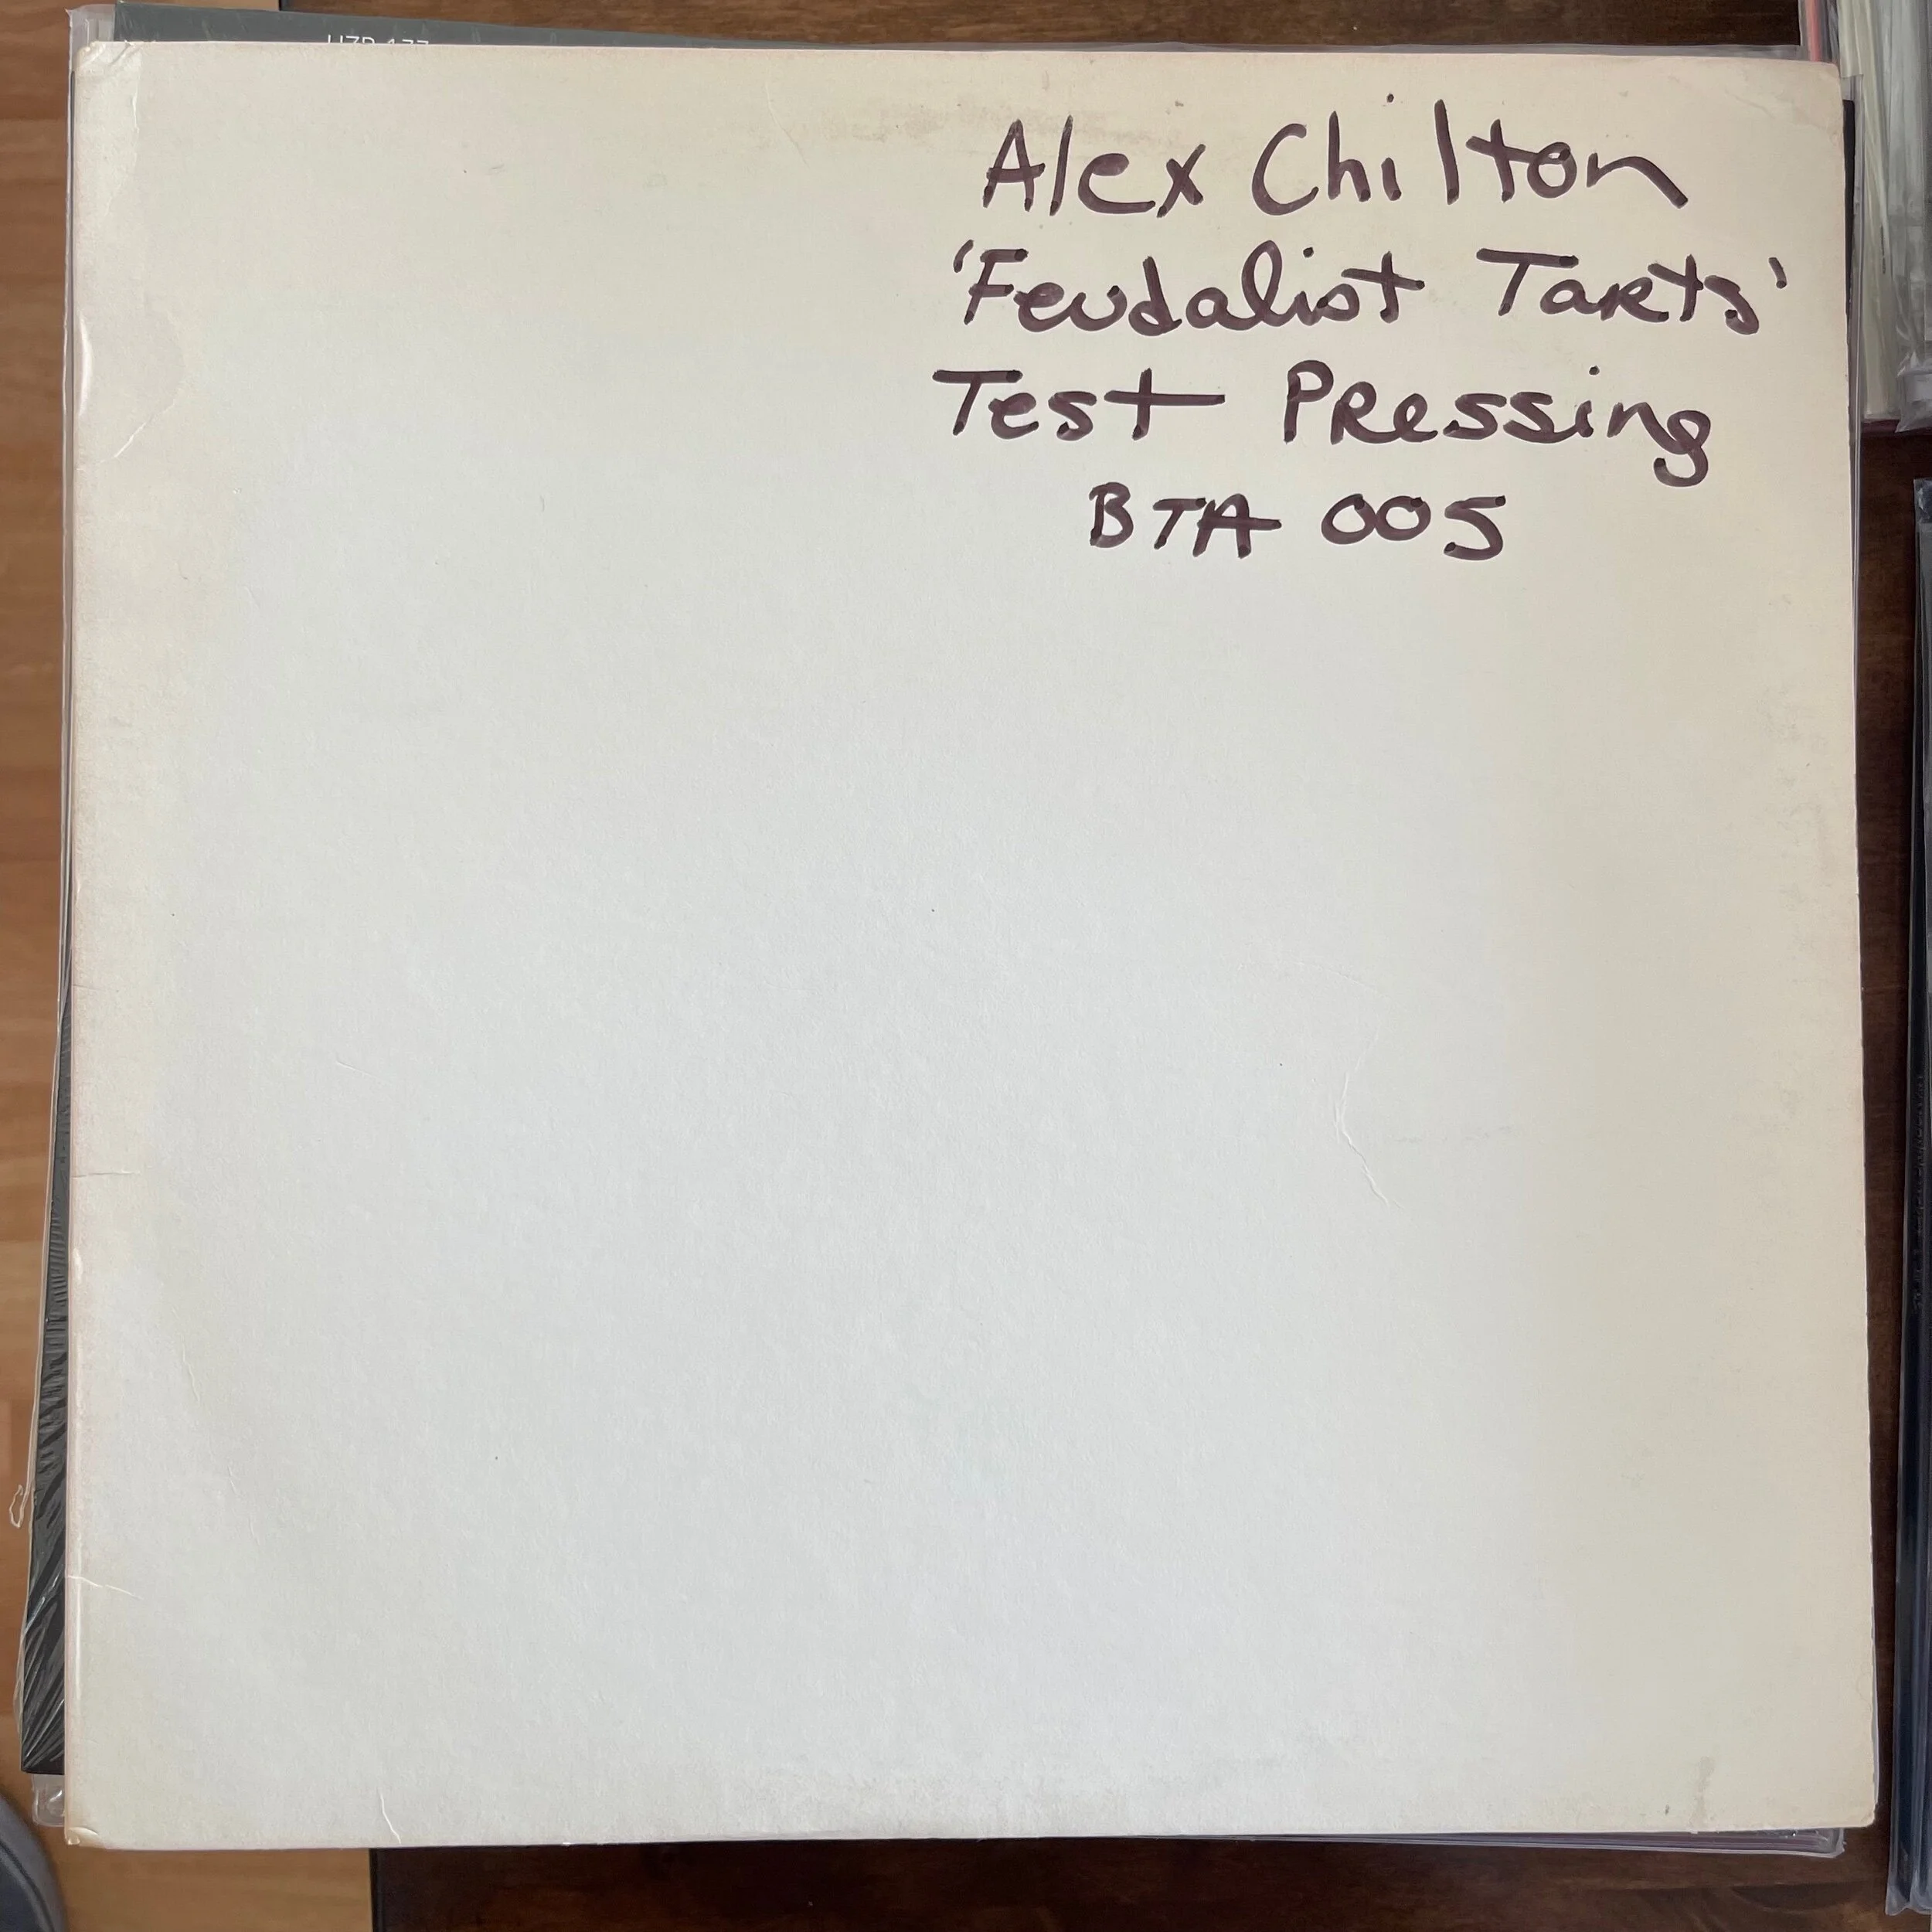 Alex Chilton
'Feudalist Tarts'
Test Pressing
BTA 005